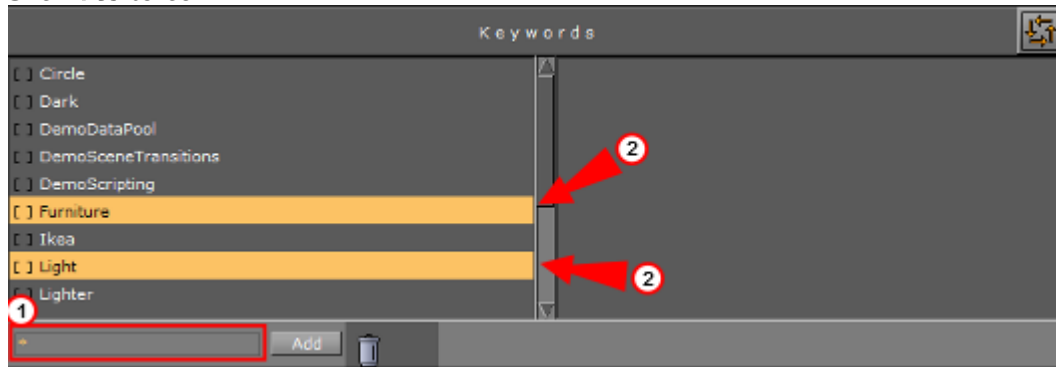 Keywords
[ ] Circle
[ ] Dark
[ ] DemoDataPool
[ ] DemoSceneTransitions
[ ] DemoScripting
[ ] Furniture
[ ] Ikea
[ ] Light
[ ] Lighter
1
2
2
Add